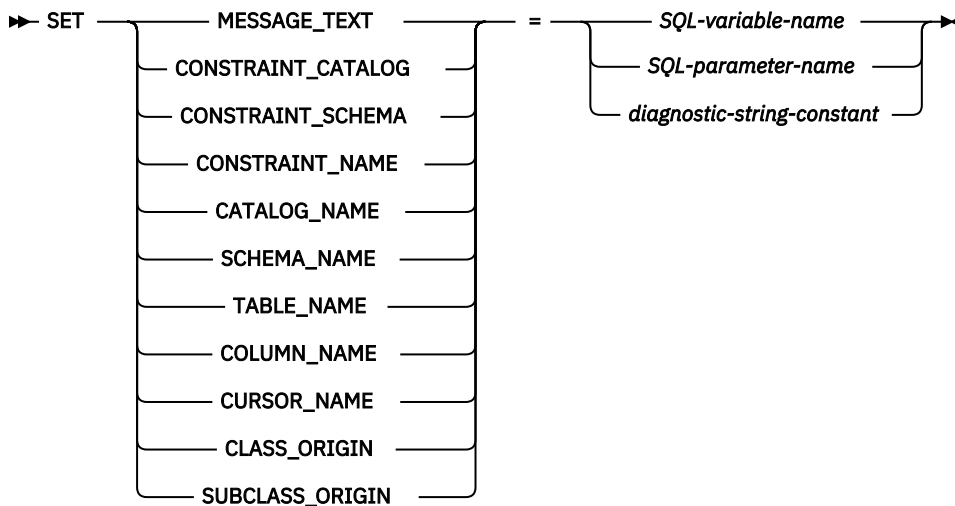 SET MESSAGE_TEXT = SQL-variable-name
CONSTRAINT_CATALOG SQL-parameter-name
CONSTRAINT_SCHEMA diagnostic-string-constant
CONSTRAINT_NAME
CATALOG_NAME
SCHEMA_NAME
TABLE_NAME
COLUMN_NAME
CURSOR_NAME
CLASS_ORIGIN
SUBCLASS_ORIGIN